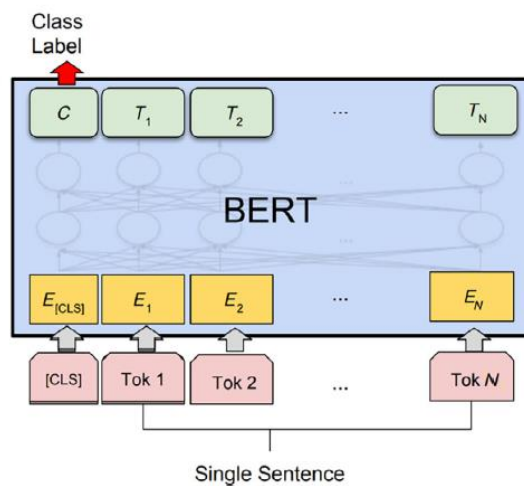 Class
Label
C T1 T2 ... TN
...
BERT
...
E[CLS] E1 E2 ... EN
[CLS] Tok 1 Tok 2 ... Tok N
Single Sentence